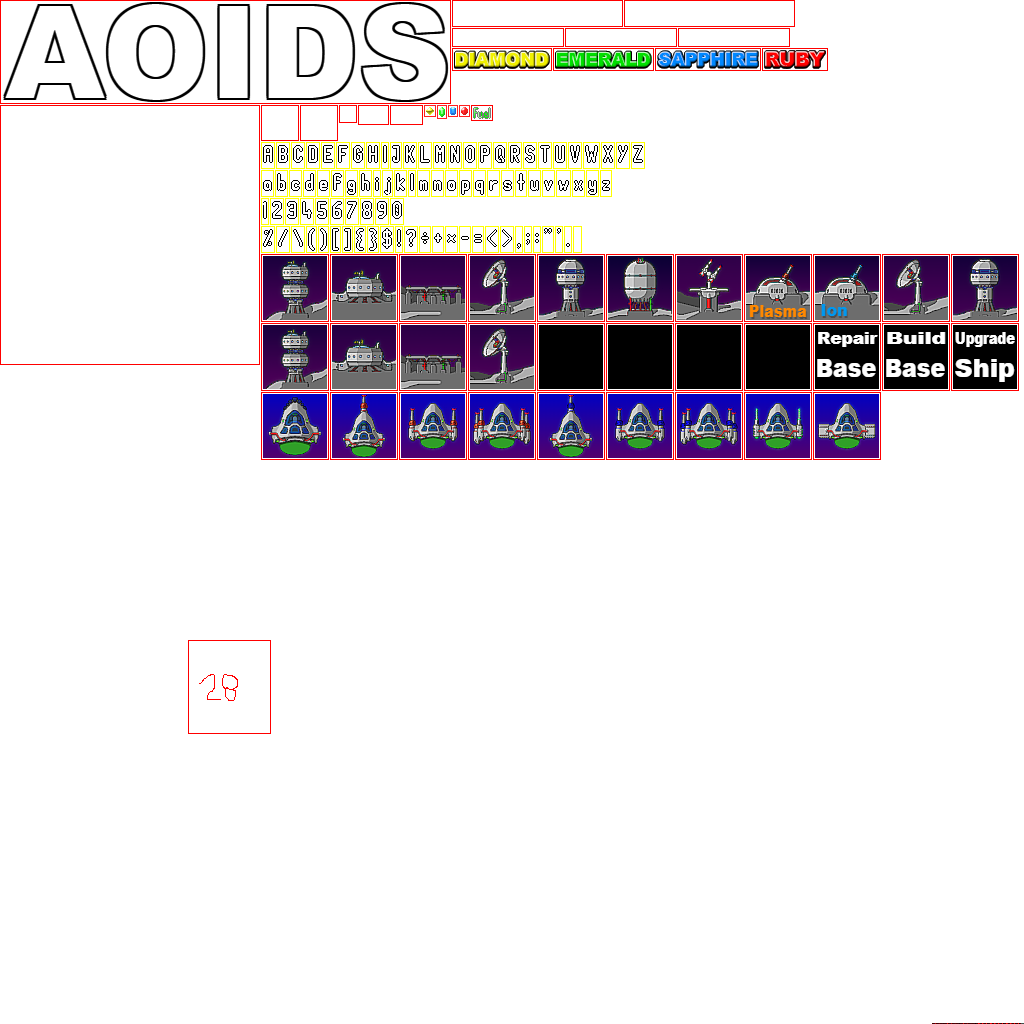 AOIDS
DIAMOND EMERALD SAPPHIRE RUBY
Fuel
ABCDEFGHIJKLMNOPQRSTUVWXYZ
abcdefghijklmnopqrstuvwxyz
1234567890
%/\()[]{}$!?÷+×-=<>,;:"'.
Plasma
Ion
Repair Base
Build Base
Upgrade Ship
28